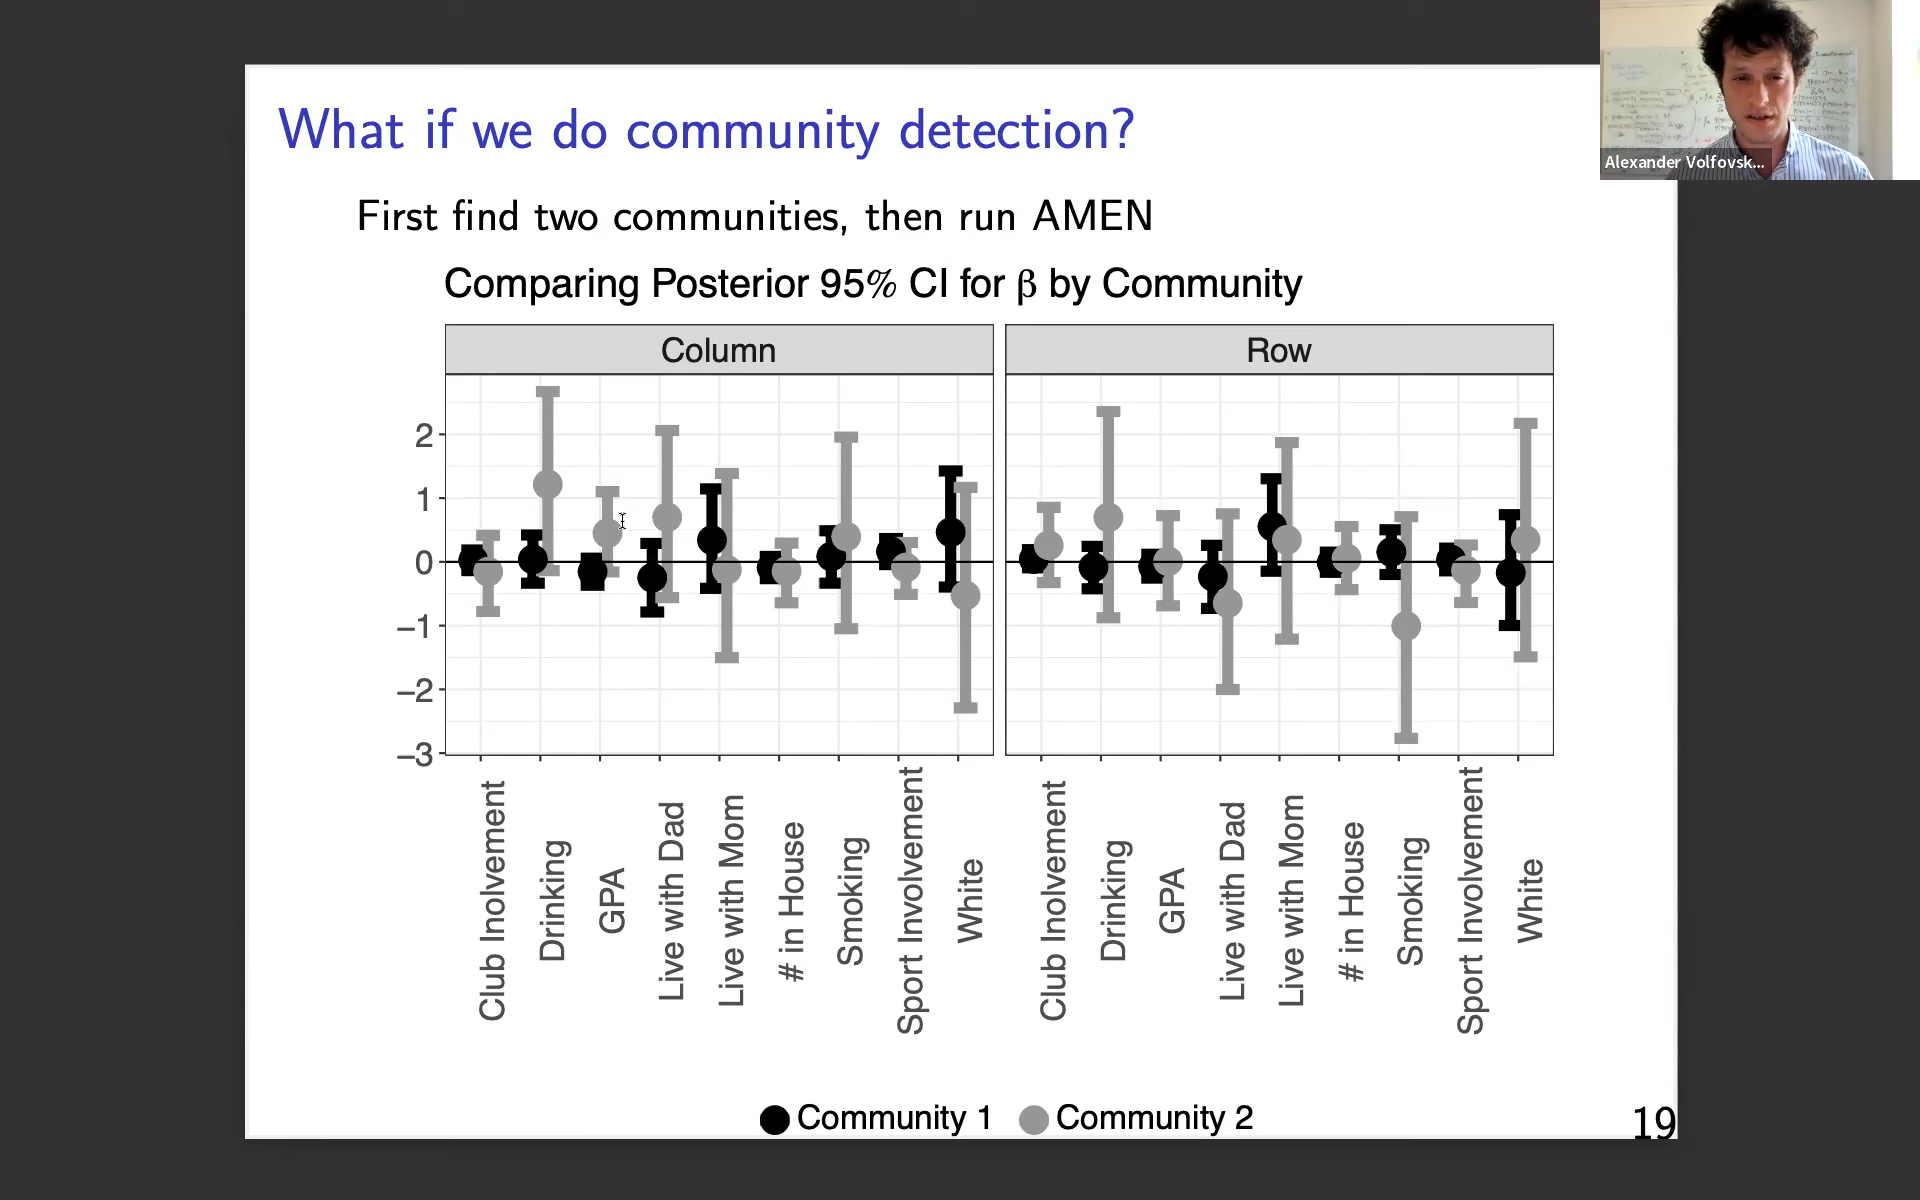 What if we do community detection?
First find two communities, then run AMEN
Comparing Posterior 95% CI for β by Community
Column
Row
2
1
0
−1
−2
−3
Club Inolvement
Drinking
GPA
Live with Dad
Live with Mom
# in House
Smoking
Sport Involvement
White
Club Inolvement
Drinking
GPA
Live with Dad
Live with Mom
# in House
Smoking
Sport Involvement
White
Community 1
Community 2
19
Alexander Volfovsk...